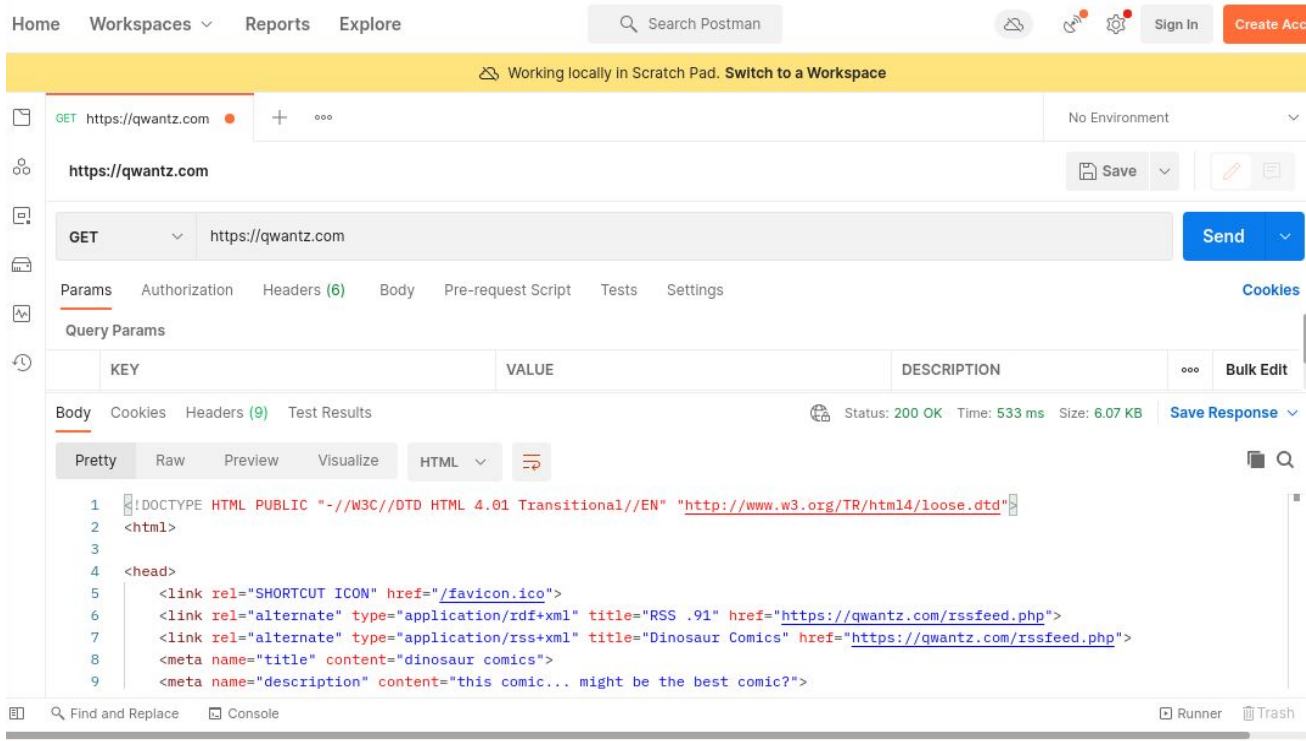 Home Workspaces Reports Explore Search Postman Sign In Create Acc
Working locally in Scratch Pad. Switch to a Workspace
GET https://qwantz.com No Environment
https://qwantz.com Save
GET https://qwantz.com Send
Params Authorization Headers (6) Body Pre-request Script Tests Settings Cookies
Query Params
KEY VALUE DESCRIPTION Bulk Edit
Body Cookies Headers (9) Test Results Status: 200 OK Time: 533 ms Size: 6.07 KB Save Response
Pretty Raw Preview Visualize HTML
1 <!DOCTYPE HTML PUBLIC "-//W3C//DTD HTML 4.01 Transitional//EN" "http://www.w3.org/TR/html4/loose.dtd">
2 <html>
3
4 <head>
5 <link rel="SHORTCUT ICON" href="/favicon.ico">
6 <link rel="alternate" type="application/rdf+xml" title="RSS .91" href="https://qwantz.com/rssfeed.php">
7 <link rel="alternate" type="application/rss+xml" title="Dinosaur Comics" href="https://qwantz.com/rssfeed.php">
8 <meta name="title" content="dinosaur comics">
9 <meta name="description" content="this comic... might be the best comic?">
Find and Replace Console Runner Trash